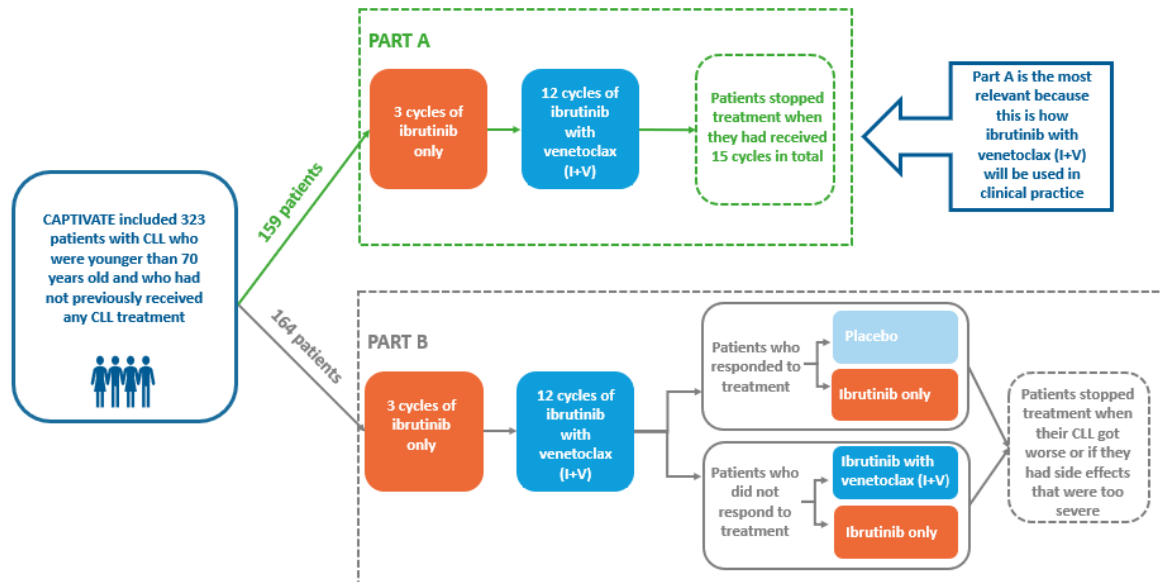 CAPTIVATE included 323
patients with CLL who
were younger than 70
years old and who had
not previously received
any CLL treatment
159 patients
164 patients
PART A
3 cycles of
ibrutinib
only
12 cycles of
ibrutinib
with
venetoclax
(I+V)
Patients stopped
treatment when
they had received
15 cycles in total
Part A is the most
relevant because
this is how
ibrutinib with
venetoclax (I+V)
will be used in
clinical practice
PART B
3 cycles of
ibrutinib
only
12 cycles of
ibrutinib
with
venetoclax
(I+V)
Patients who
responded to
treatment
Placebo
Ibrutinib only
Patients who
did not
respond to
treatment
Ibrutinib with
venetoclax (I+V)
Ibrutinib only
Patients stopped
treatment when
their CLL got
worse or if they
had side effects
that were too
severe